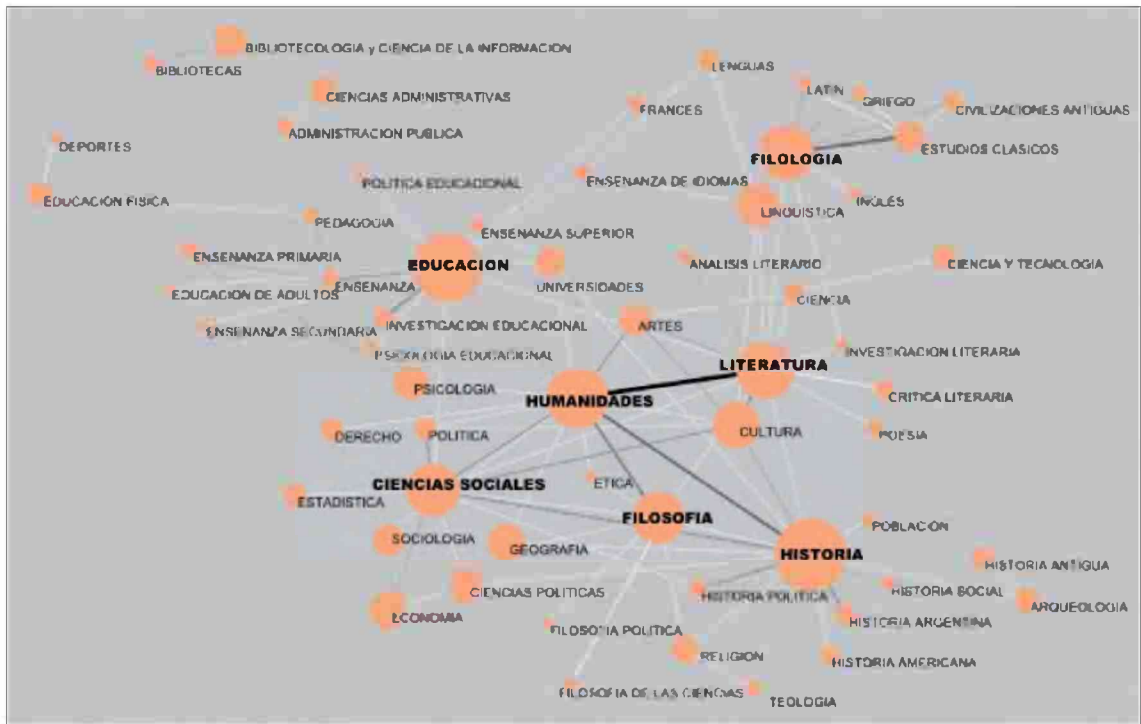 BIBLIOTECOLOGIA y CIENCIA DE LA INFORMACION
BIBLIOTECAS
LENGUAS
CIENCIAS ADMINISTRATIVAS
LATIN
GRIEGO
FRANCES
CIVILIZACIONES ANTIGUAS
ADMINISTRACION PUBLICA
DEPORTES
ESTUDIOS CLASICOS
FILOLOGIA
POLITICA EDUCACIONAL
ENSENANZA DE IDIOMAS
EDUCACION FISICA
INGLES
LINGUISTICA
PEDAGOGIA
ENSENANZA SUPERIOR
ENSENANZA PRIMARIA
EDUCACION
ANALISIS LITERARIO
CIENCIA Y TECNOLOGIA
ENSENANZA
UNIVERSIDADES
EDUCACION DE ADULTOS
CIENCIA
ENSENANZA SECUNDARIA
INVESTIGACION EDUCACIONAL
ARTES
PSICOLOGIA EDUCACIONAL
INVESTIGACION LITERARIA
LITERATURA
PSICOLOGIA
HUMANIDADES
CRITICA LITERARIA
DERECHO
POLITICA
CULTURA
POESIA
CIENCIAS SOCIALES
ETICA
ESTADISTICA
FILOSOFIA
POBLACION
SOCIOLOGIA
GEOGRAFIA
HISTORIA
HISTORIA ANTIGUA
CIENCIAS POLITICAS
HISTORIA POLITICA
HISTORIA SOCIAL
ARQUEOLOGIA
ECONOMIA
HISTORIA ARGENTINA
FILOSOFIA POLITICA
RELIGION
HISTORIA AMERICANA
FILOSOFIA DE LAS CIENCIAS
TEOLOGIA